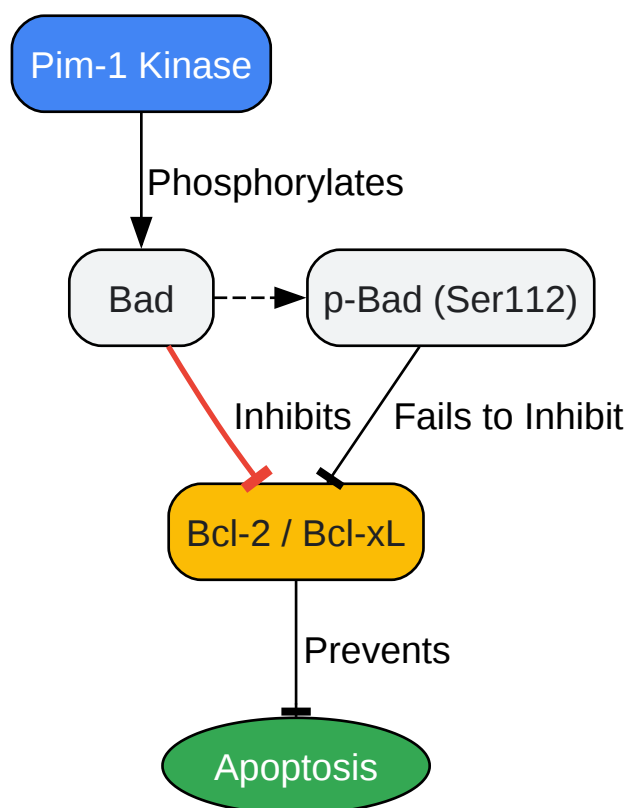 Pim-1 Kinase
Phosphorylates
Bad
p-Bad (Ser112)
Inhibits
Fails to Inhibit
Bcl-2 / Bcl-xL
Prevents
Apoptosis